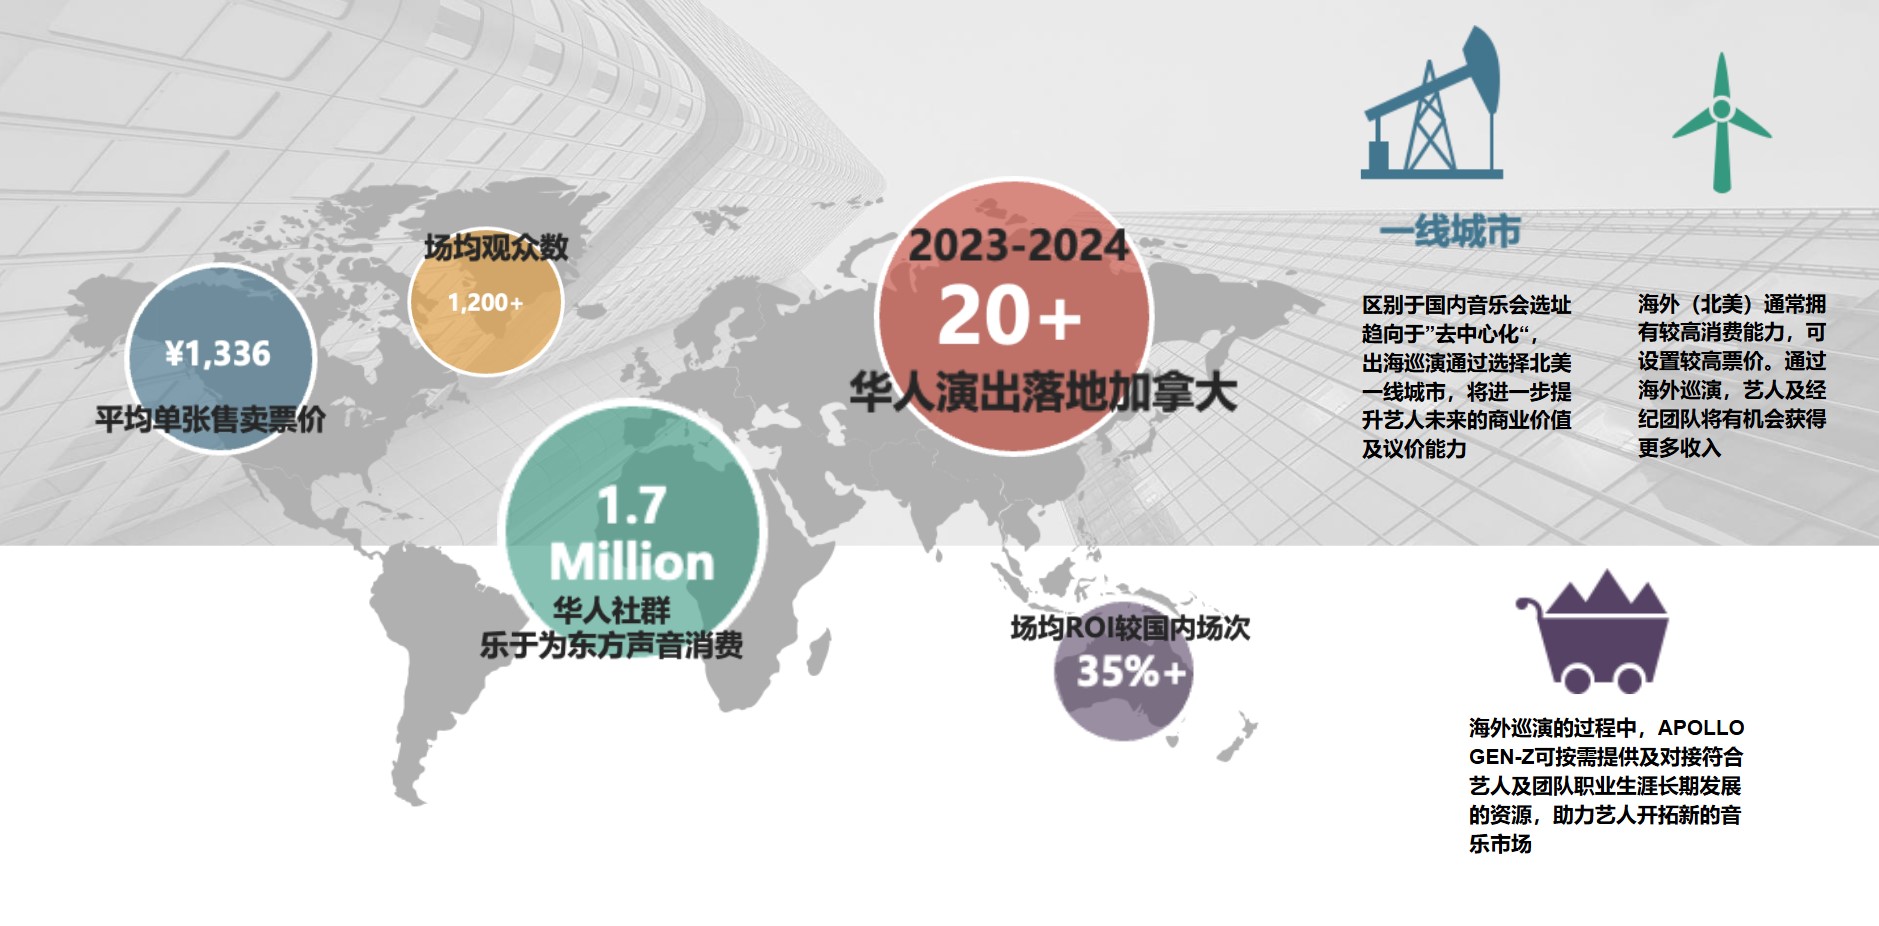 ¥1,336
平均单张售卖票价
场均观众数
1,200+
1.7
Million
华人社群
乐于为东方声音消费
2023-2024
20+
华人演出落地加拿大
场均ROI较国内场次
35%+
一线城市
区别于国内音乐会选址
趋向于”去中心化“，
出海巡演通过选择北美
一线城市，将进一步提
升艺人未来的商业价值
及议价能力
海外（北美）通常拥
有较高消费能力，可
设置较高票价。通过
海外巡演，艺人及经
纪团队将有机会获得
更多收入
海外巡演的过程中，APOLLO
GEN-Z可按需提供及对接符合
艺人及团队职业生涯长期发展
的资源，助力艺人开拓新的音
乐市场